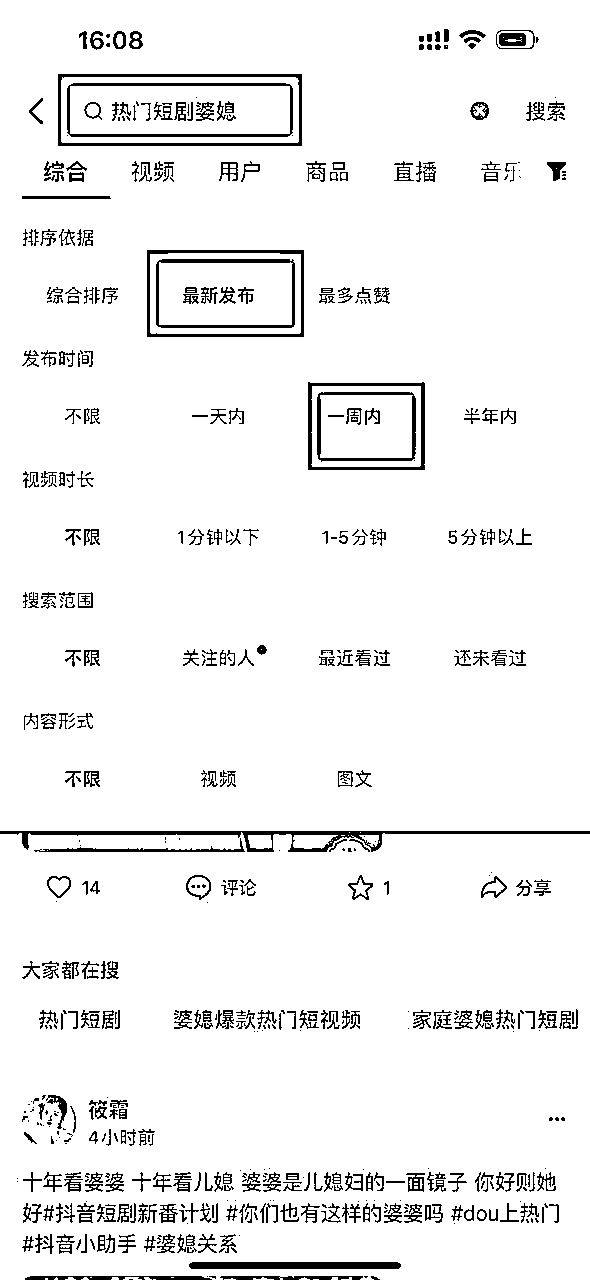 16:08
热门短剧婆媳 搜索
综合 视频 用户 商品 直播 音乐
排序依据
综合排序 最新发布 最多点赞
发布时间
不限 一天内 一周内 半年内
视频时长
不限 1分钟以下 1-5分钟 5分钟以上
搜索范围
不限 关注的人 最近看过 还未看过
内容形式
不限 视频 图文
14 评论 1 分享
大家都在搜
热门短剧 婆媳爆款热门短视频 家庭婆媳热门短剧
筱霜
4小时前
十年看婆婆 十年看儿媳 婆婆是儿媳妇的一面镜子 你好则她
好#抖音短剧新番计划 #你们也有这样的婆婆吗 #dou上热门
#抖音小助手 #婆媳关系